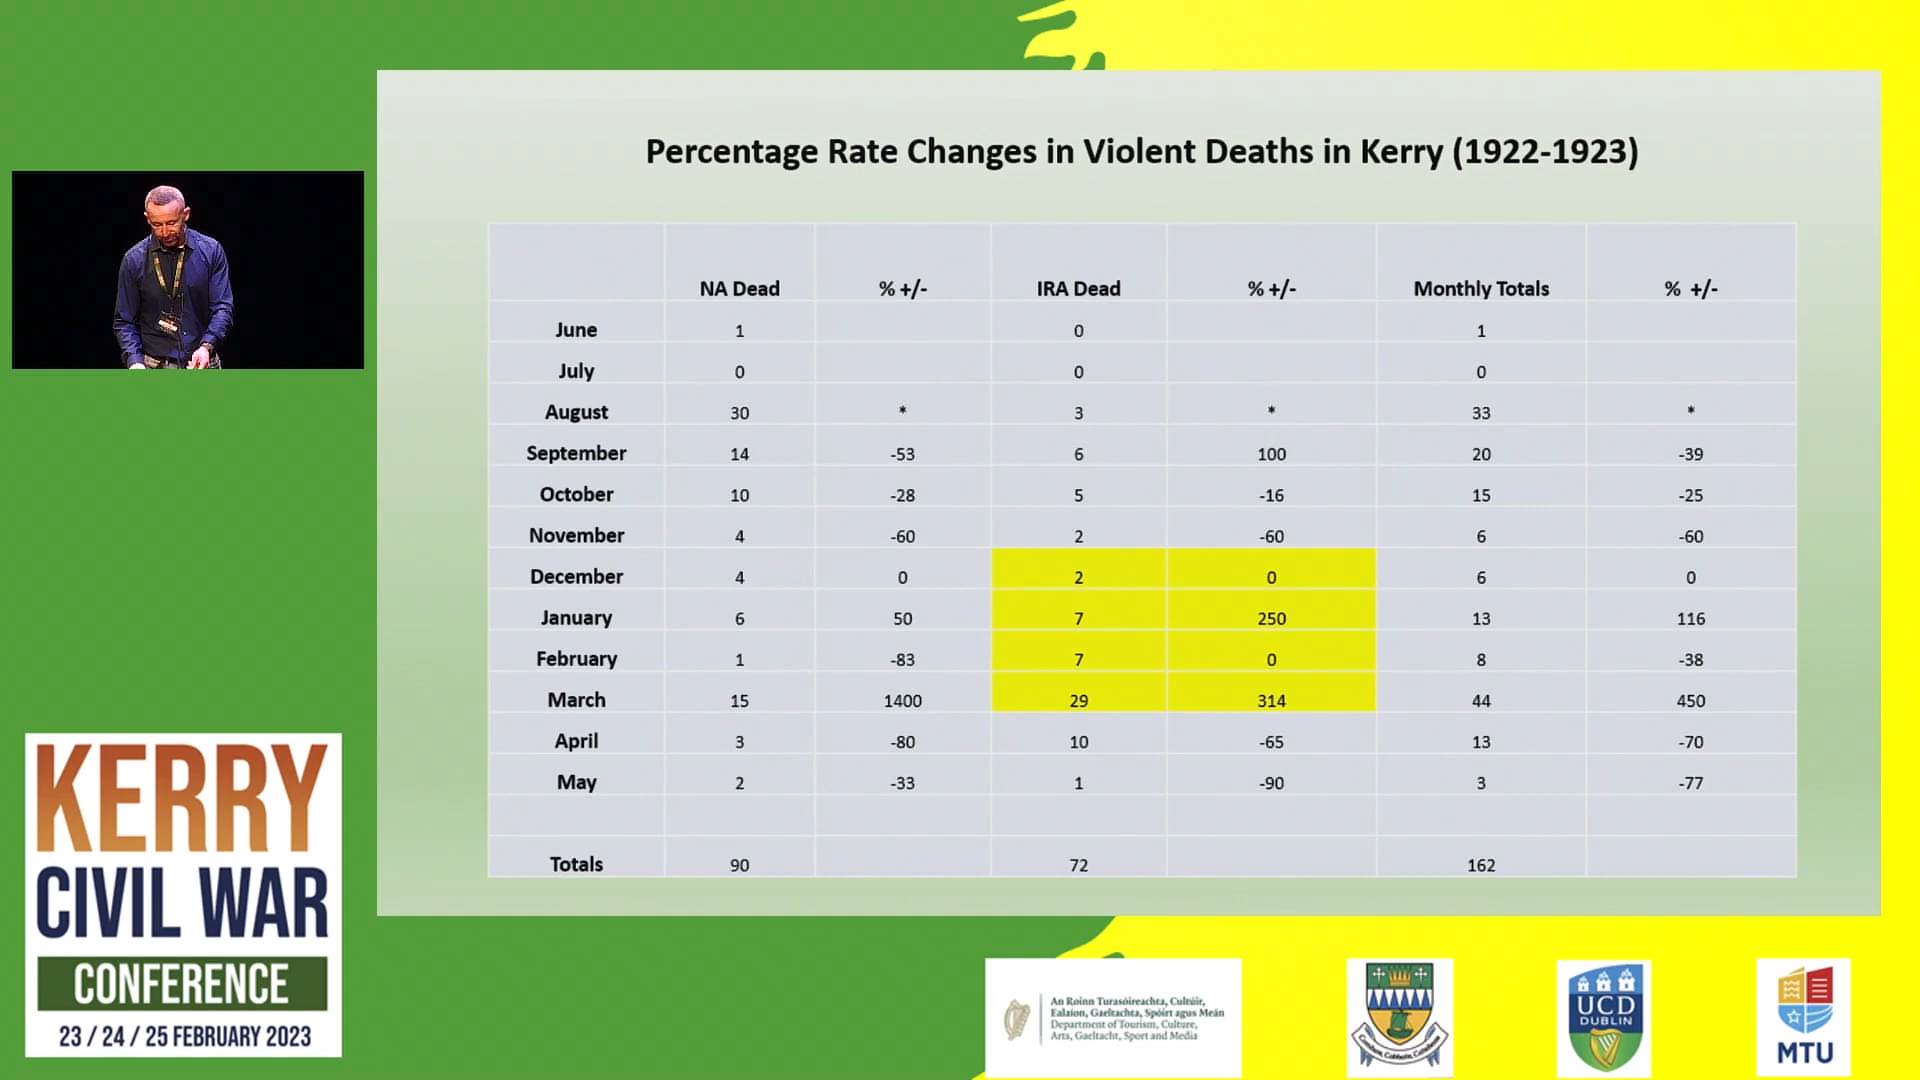 Percentage Rate Changes in Violent Deaths in Kerry (1922-1923)
NA Dead % +/- IRA Dead % +/- Monthly Totals % +/-
June 1 0 1
July 0 0 0
August 30 * 3 * 33 *
September 14 -53 6 100 20 -39
October 10 -28 5 -16 15 -25
November 4 -60 2 -60 6 -60
December 4 0 2 0 6 0
January 6 50 7 250 13 116
February 1 -83 7 0 8 -38
March 15 1400 29 314 44 450
April 3 -80 10 -65 13 -70
May 2 -33 1 -90 3 -77
Totals 90 72 162
KERRY
CIVIL WAR
CONFERENCE
23 / 24 / 25 FEBRUARY 2023
An Roinn Turasóireachta, Cultúir,
Ealaíon, Gaeltachta, Spóirt agus Meán
Department of Tourism, Culture,
Arts, Gaeltacht, Sport and Media
UCD
DUBLIN
MTU